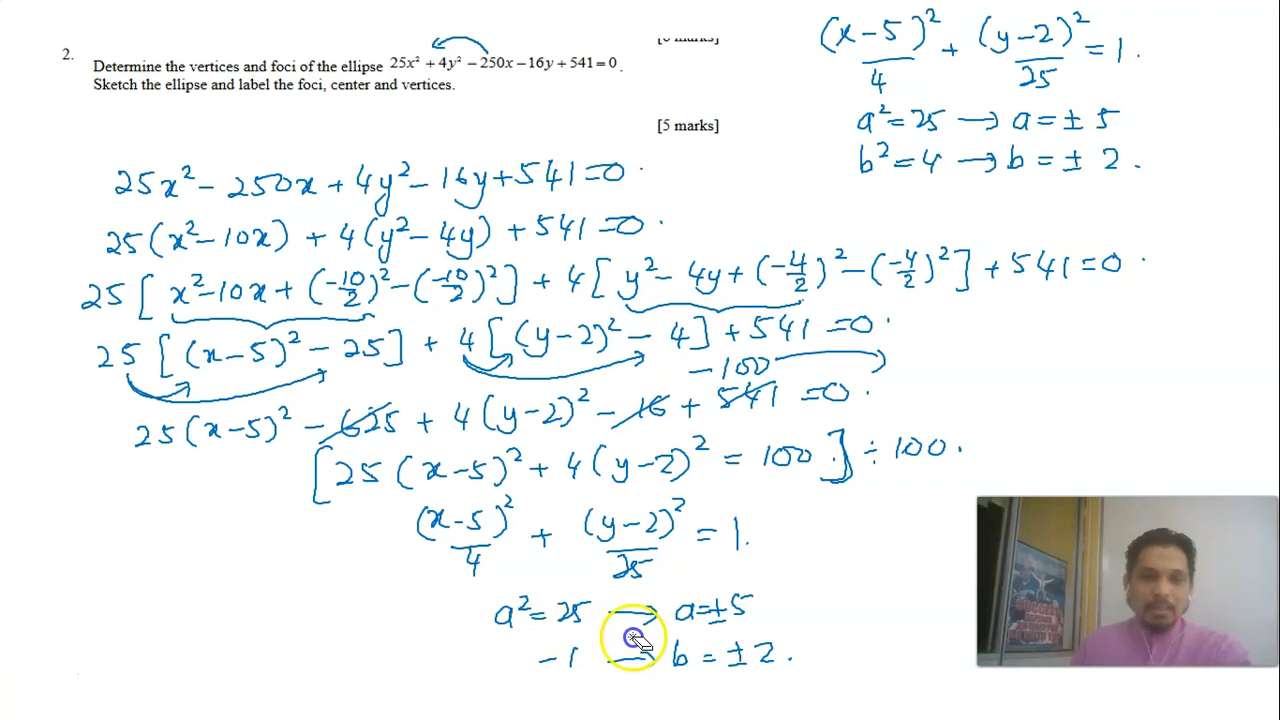 2.
Determine the vertices and foci of the ellipse 25x² + 4y² − 250x − 16y + 541 = 0.
Sketch the ellipse and label the foci, center and vertices.
[5 marks]
(x−5)²/4 + (y−2)²/25 = 1.
a² = 25 → a = ± 5
b² = 4 → b = ± 2.
25x² − 250x + 4y² − 16y + 541 = 0.
25(x² − 10x) + 4(y² − 4y) + 541 = 0.
25[x² − 10x + (−10/2)² − (−10/2)²] + 4[y² − 4y + (−4/2)² − (−4/2)²] + 541 = 0.
25[(x−5)² − 25] + 4[(y−2)² − 4] + 541 = 0.
−100
25(x−5)² − 625 + 4(y−2)² − 16 + 541 = 0.
[25(x−5)² + 4(y−2)² = 100.] ÷ 100.
(x−5)²/4 + (y−2)²/25 = 1.
a² = 25 → a = ±5
→ b = ± 2.